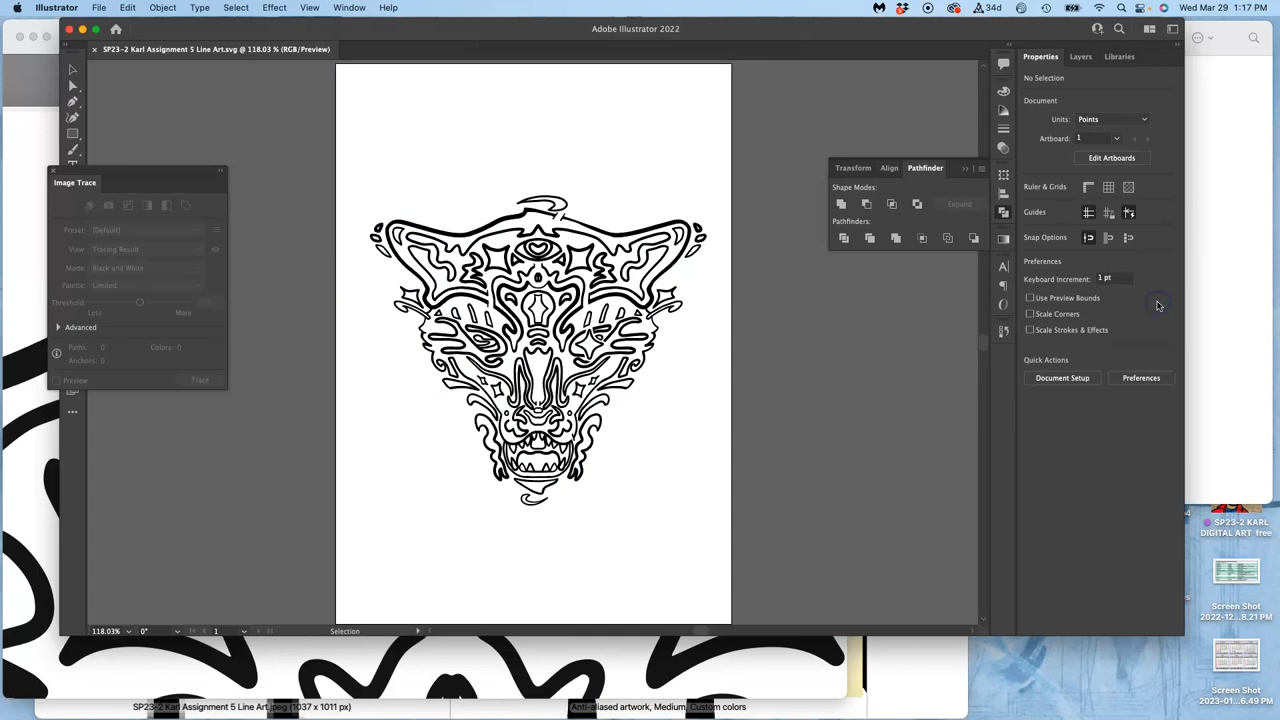 Illustrator File Edit Object Type Select Effect View Window Help 34d Wed Mar 29 1:17 PM
Adobe Illustrator 2022
SP23-2 Karl Assignment 5 Line Art.svg @ 118.03 % (RGB/Preview)
Properties Layers Libraries
No Selection
Document
Units: Points
Artboard: 1
Edit Artboards
Ruler & Grids
Guides
Snap Options
Preferences
Keyboard Increment: 1 pt
Use Preview Bounds
Scale Corners
Scale Strokes & Effects
Quick Actions
Document Setup Preferences
Transform Align Pathfinder
Shape Modes:
Expand
Pathfinders:
Image Trace
Preset: [Default]
View: Tracing Result
Mode: Black and White
Palette: Limited
Threshold:
Less More
Advanced
Paths: 0 Colors: 0
Anchors: 0
Preview Trace
118.03% 0° 1 Selection
SP23-2 KARL
DIGITAL ART free
Screen Shot
2022-12...8.21 PM
Screen Shot
2023-01...6.49 PM
SP23-2 Karl Assignment 5 Line Art.jpeg (1037 x 1011 px)
Anti-aliased artwork, Medium, Custom colors